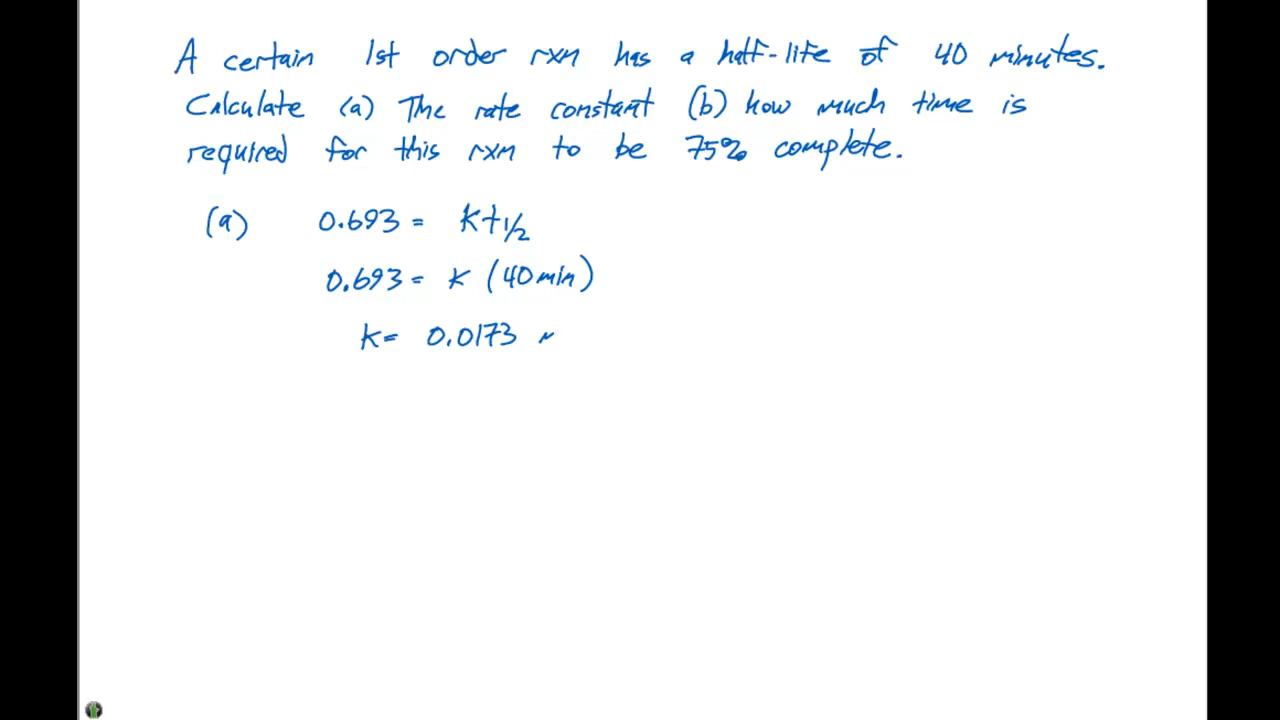 A certain 1st order rxn has a half-life of 40 minutes.
Calculate (a) The rate constant (b) how much time is
required for this rxn to be 75% complete.
(a) 0.693 = kt1/2
0.693 = k (40 min)
k = 0.0173